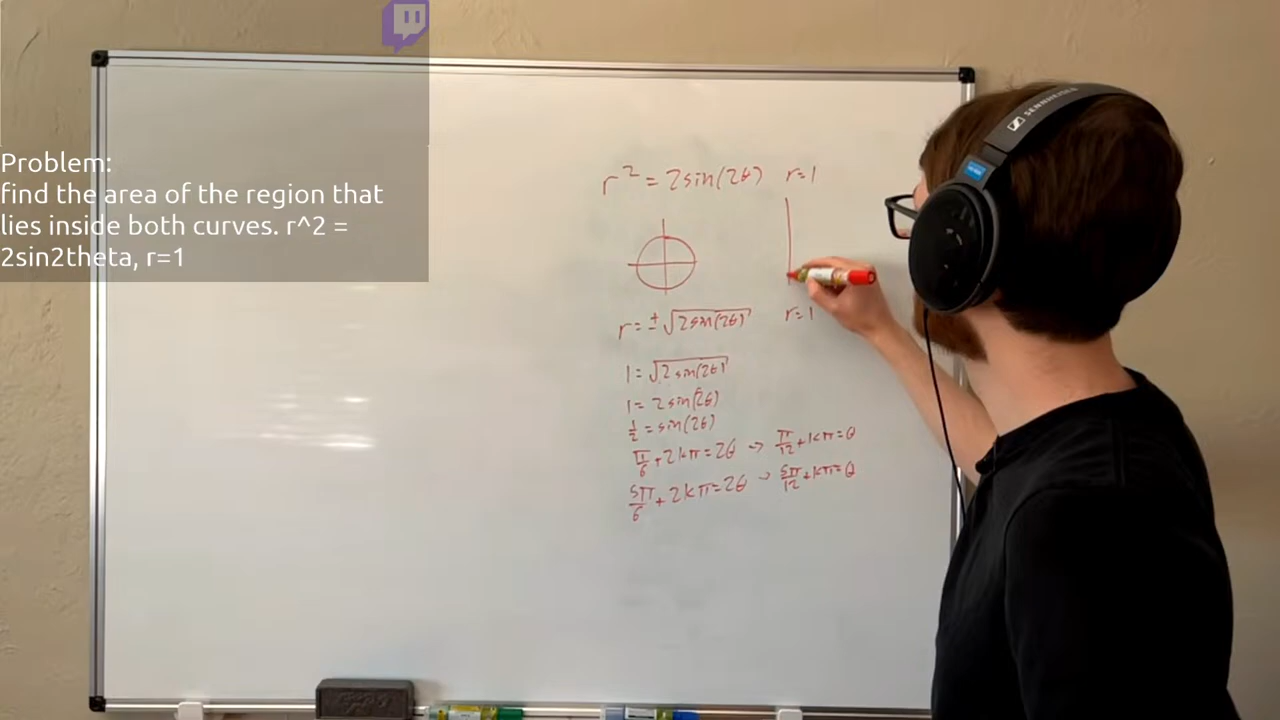 Problem:
find the area of the region that
lies inside both curves. r^2 =
2sin2theta, r=1
r² = 2sin(2θ) r=1
r = ±√2sin(2θ) r=1
1=√2sin(2θ)
1= 2sin(2θ)
1/2 = sin(2θ)
π/6 + 2kπ = 2θ → π/12 + kπ = θ
5π/6 + 2kπ = 2θ → 5π/12 + kπ = θ
SENNHEISER